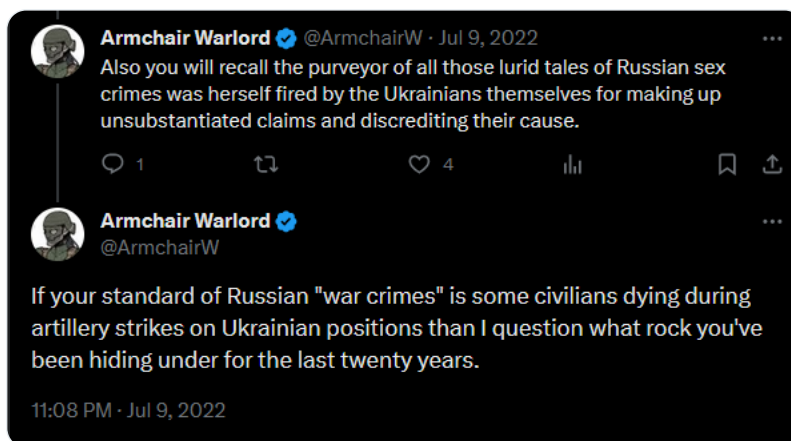 Armchair Warlord @ArmchairW · Jul 9, 2022
Also you will recall the purveyor of all those lurid tales of Russian sex
crimes was herself fired by the Ukrainians themselves for making up
unsubstantiated claims and discrediting their cause.
1 4
Armchair Warlord
@ArmchairW
If your standard of Russian "war crimes" is some civilians dying during
artillery strikes on Ukrainian positions than I question what rock you've
been hiding under for the last twenty years.
11:08 PM · Jul 9, 2022